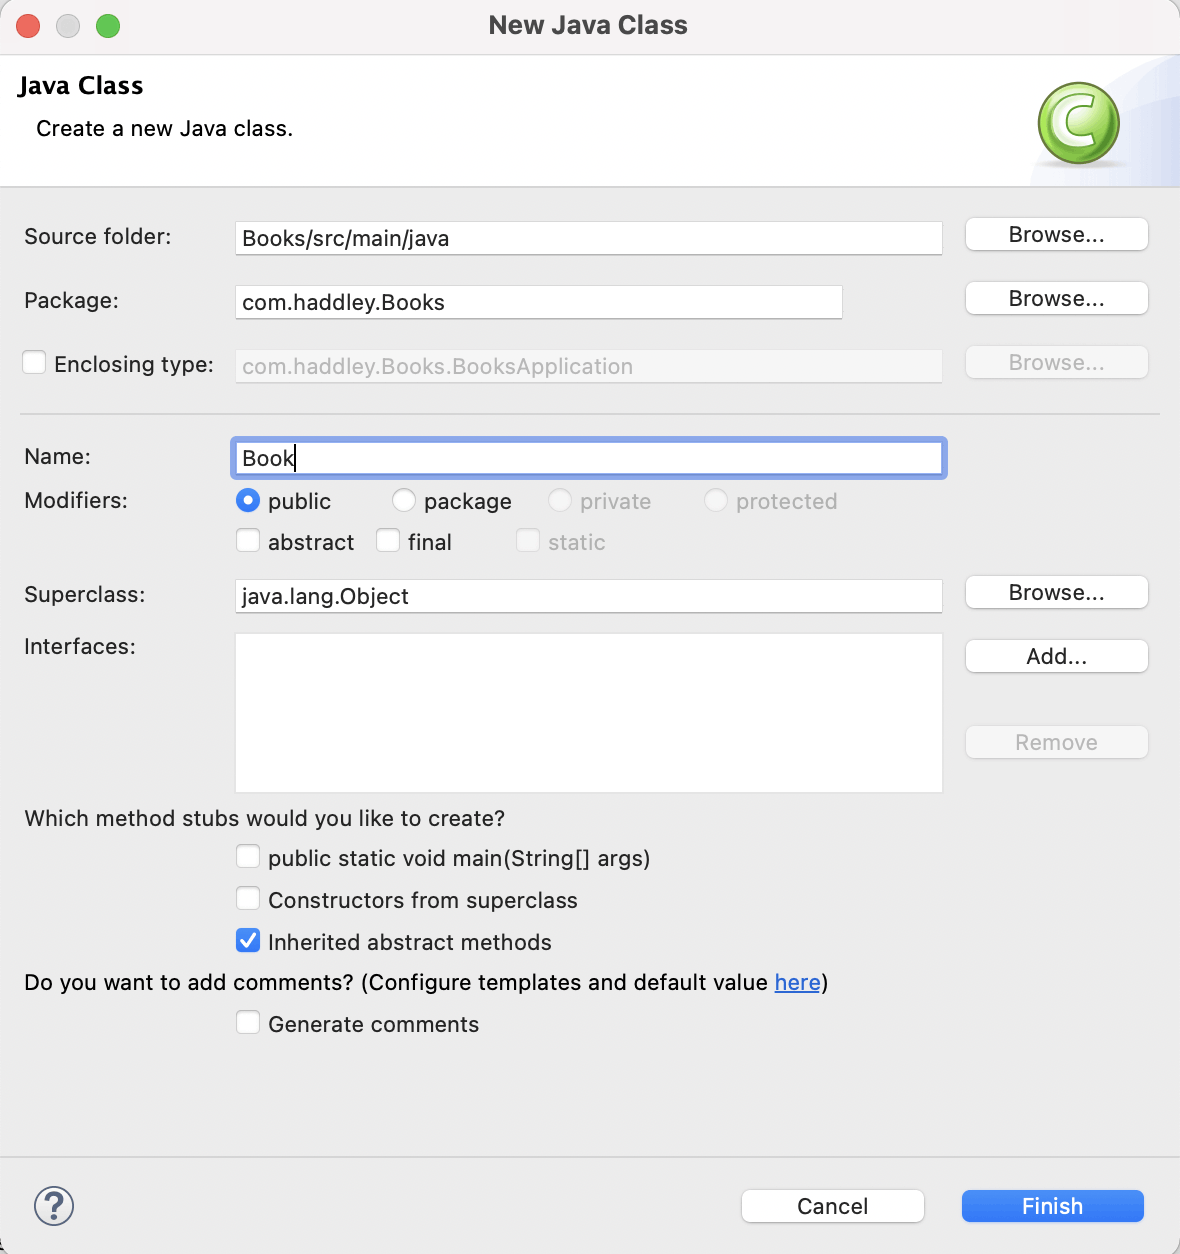 New Java Class
Java Class
Create a new Java class.
C
Source folder: Books/src/main/java Browse...
Package: com.haddley.Books Browse...
Enclosing type: com.haddley.Books.BooksApplication Browse...
Name: Book
Modifiers: public package private protected
abstract final static
Superclass: java.lang.Object Browse...
Interfaces: Add...
Remove
Which method stubs would you like to create?
public static void main(String[] args)
Constructors from superclass
Inherited abstract methods
Do you want to add comments? (Configure templates and default value here)
Generate comments
? Cancel Finish